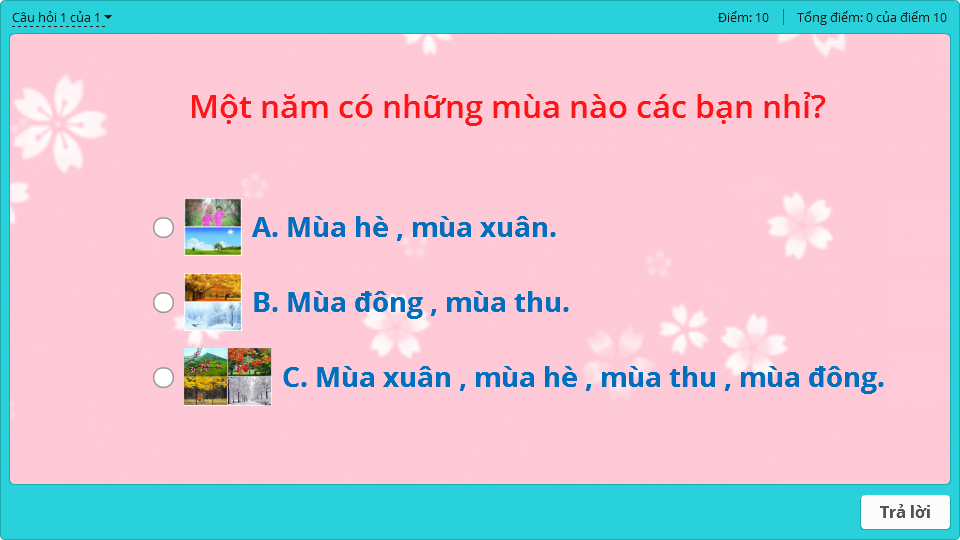 Câu hỏi 1 của 1
Điểm: 10
Tổng điểm: 0 của điểm 10
Một năm có những mùa nào các bạn nhỉ?
A. Mùa hè , mùa xuân.
B. Mùa đông , mùa thu.
C. Mùa xuân , mùa hè , mùa thu , mùa đông.
Trả lời